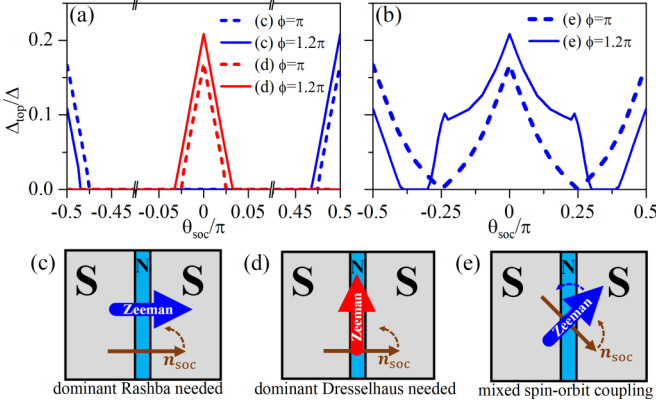 (a)
(c) ϕ=π
(c) ϕ=1.2π
(d) ϕ=π
(d) ϕ=1.2π
0.2
0.1
0.0
Δtop/Δ
-0.5 -0.45 -0.05 0 0.05 0.45 0.5
θsoc/π
(b)
(e) ϕ=π
(e) ϕ=1.2π
-0.5 -0.25 0 0.25 0.5
θsoc/π
(c)
S N S
Zeeman
nsoc
dominant Rashba needed
(d)
S N S
Zeeman
nsoc
dominant Dresselhaus needed
(e)
S N S
Zeeman
nsoc
mixed spin-orbit coupling